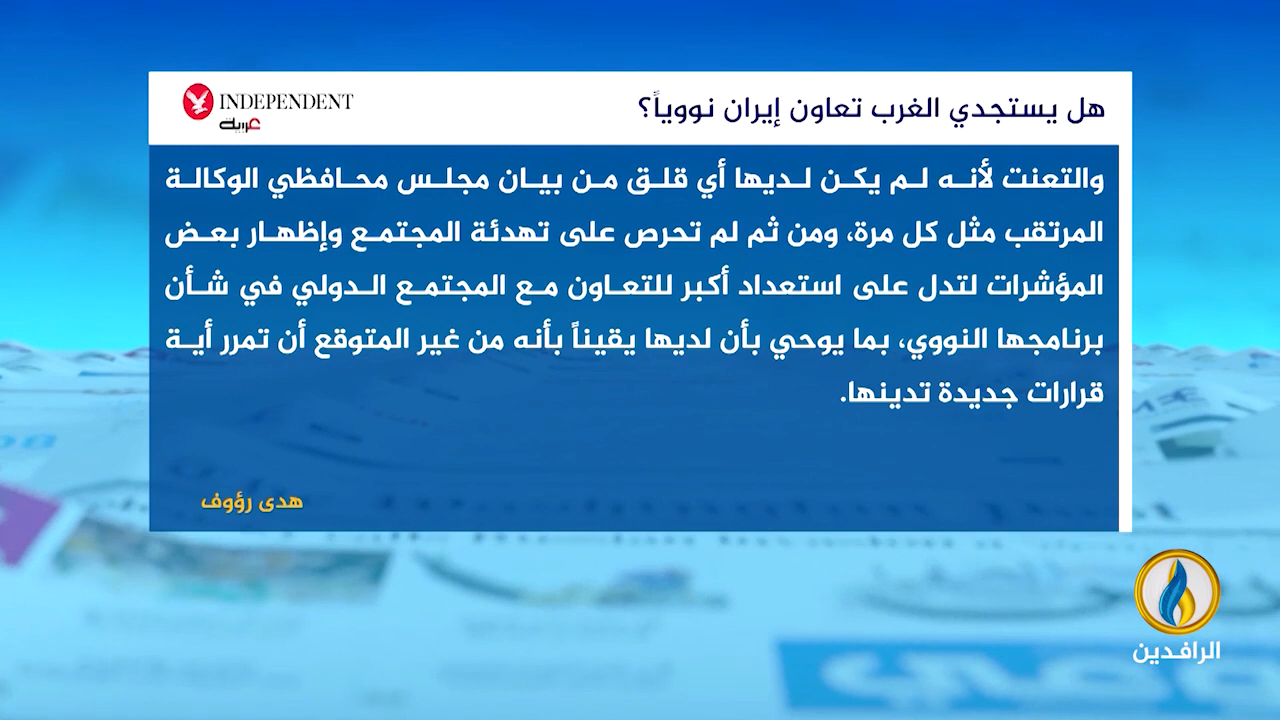 هل يستجدي الغرب تعاون إيران نووياً؟
INDEPENDENT
عربية
والتعنت لأنه لم يكن لديها أي قلق من بيان مجلس محافظي الوكالة
المرتقب مثل كل مرة، ومن ثم لم تحرص على تهدئة المجتمع وإظهار بعض
المؤشرات لتدل على استعداد أكبر للتعاون مع المجتمع الدولي في شأن
برنامجها النووي، بما يوحي بأن لديها يقيناً بأنه من غير المتوقع أن تمرر أية
قرارات جديدة تدينها.
هدى رؤوف
الرافدين